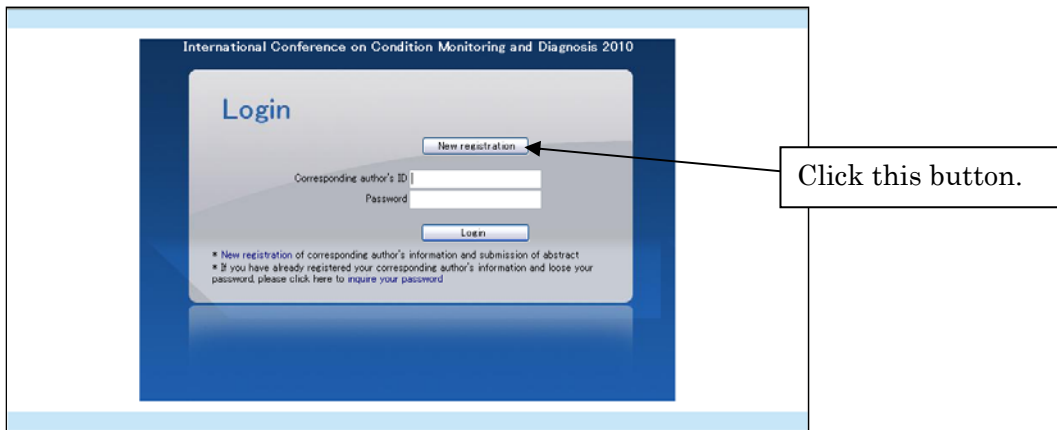 International Conference on Condition Monitoring and Diagnosis 2010
Login
New registration
Click this button.
Corresponding author's ID
Password
Login
* New registration of corresponding author's information and submission of abstract
* If you have already registered your corresponding author's information and loose your
password, please click here to inquire your password